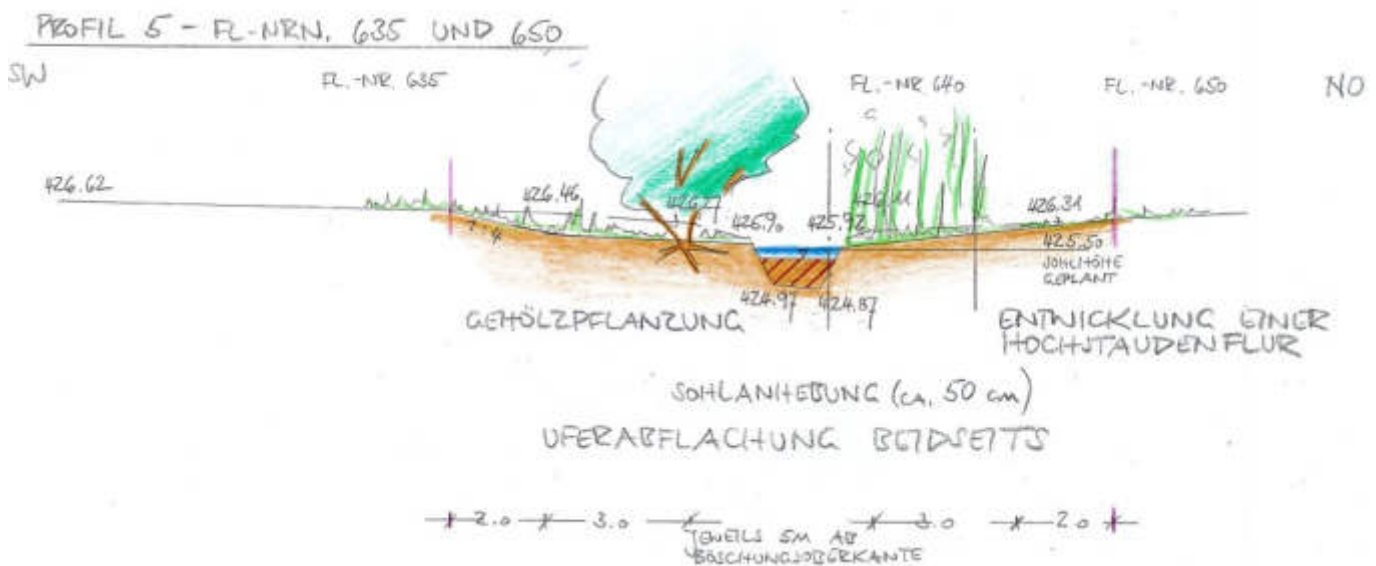 PROFIL 5 - FL-NRN. 635 UND 650
SW
FL.-NR. 635
FL.-NR. 640
FL.-NR. 650
NO
426.62
426.46
426.90
425.92
426.11
426.31
425.50
SOHLHÖHE
GEPLANT
424.97
424.87
GEHÖLZPFLANZUNG
ENTWICKLUNG EINER
HOCHSTAUDENFLUR
SOHLANHEBUNG (CA. 50 cm)
UFERABFLACHUNG BEIDSEITS
2.0
3.0
JEWEILS 5M AB
BÖSCHUNGSOBERKANTE
3.0
2.0